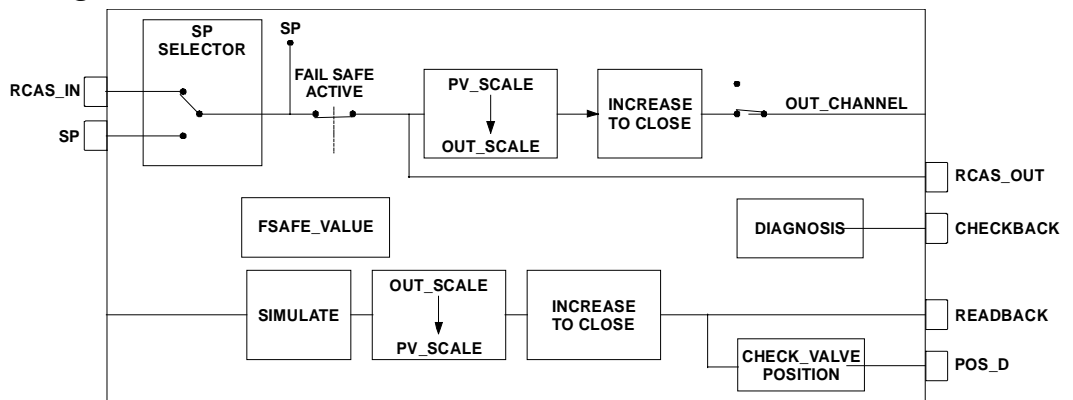 SP
SELECTOR
SP
RCAS_IN
SP
FAIL SAFE
ACTIVE
PV_SCALE
OUT_SCALE
INCREASE
TO CLOSE
OUT_CHANNEL
RCAS_OUT
FSAFE_VALUE
DIAGNOSIS
CHECKBACK
SIMULATE
OUT_SCALE
PV_SCALE
INCREASE
TO CLOSE
READBACK
CHECK_VALVE
POSITION
POS_D